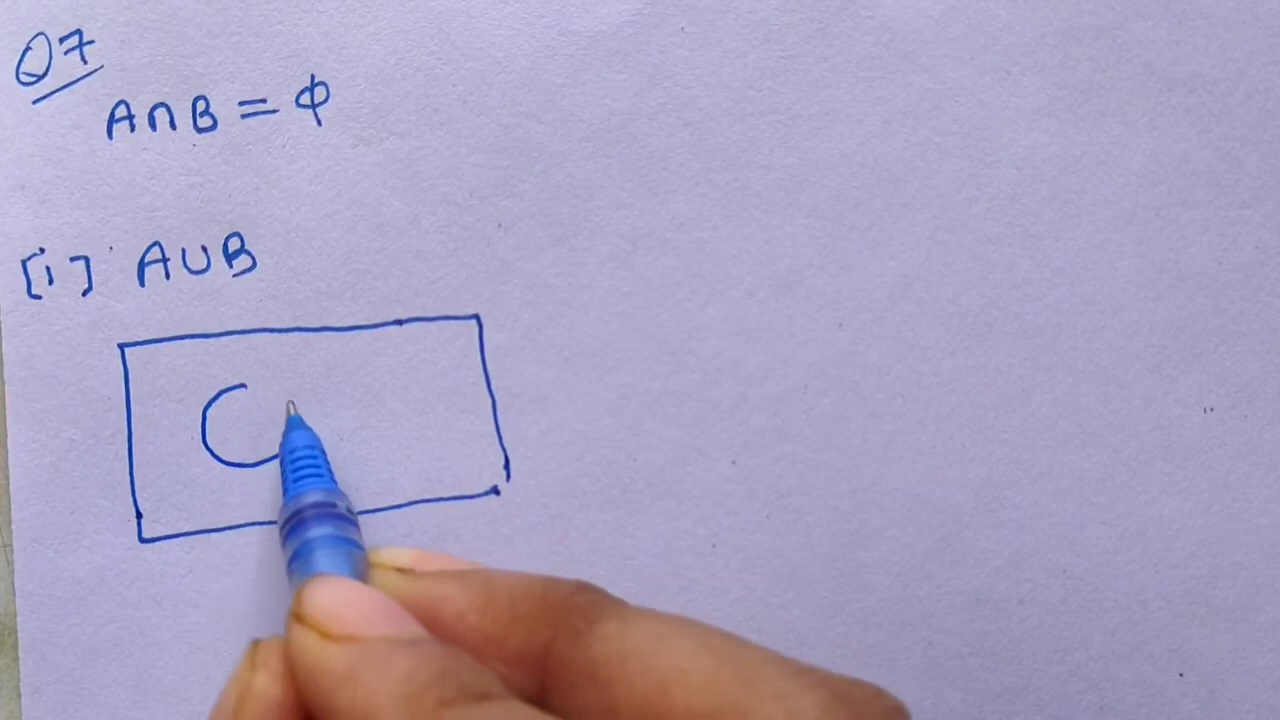 Q7
A∩B = ϕ
[i] A∪B